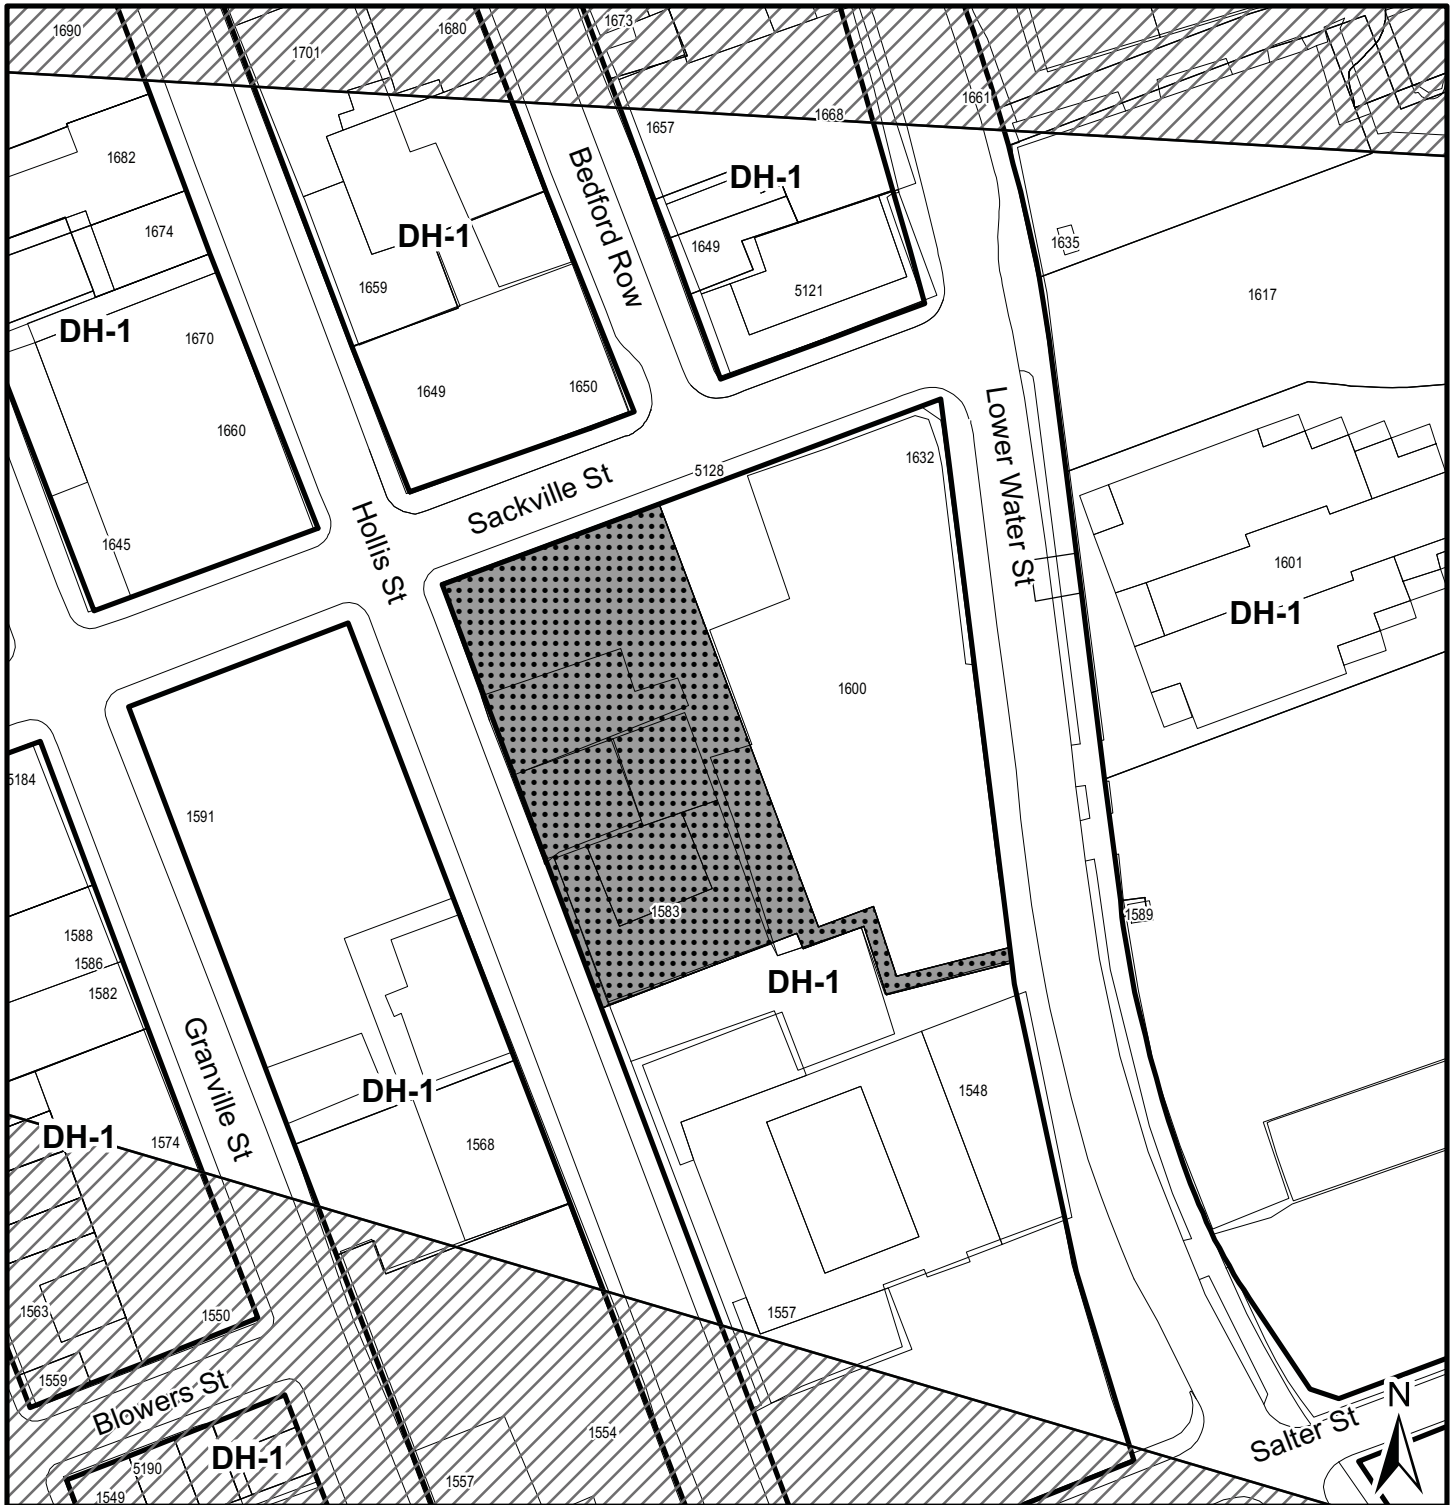 1690
1701
1680
1673
1668
1661
1682
1657
DH-1
1674
DH-1
Bedford Row
1649
1635
1659
5121
1617
DH-1
1670
1649
1650
1660
Lower Water St
1632
5128
Sackville St
Hollis St
1645
1601
DH-1
1600
5184
1591
1583
1589
1588
1586
1582
DH-1
Granville St
DH-1
1548
DH-1
1574
1568
1563
1550
1557
1559
Blowers St
N
Salter St
1554
DH-1
5190
1557
1549